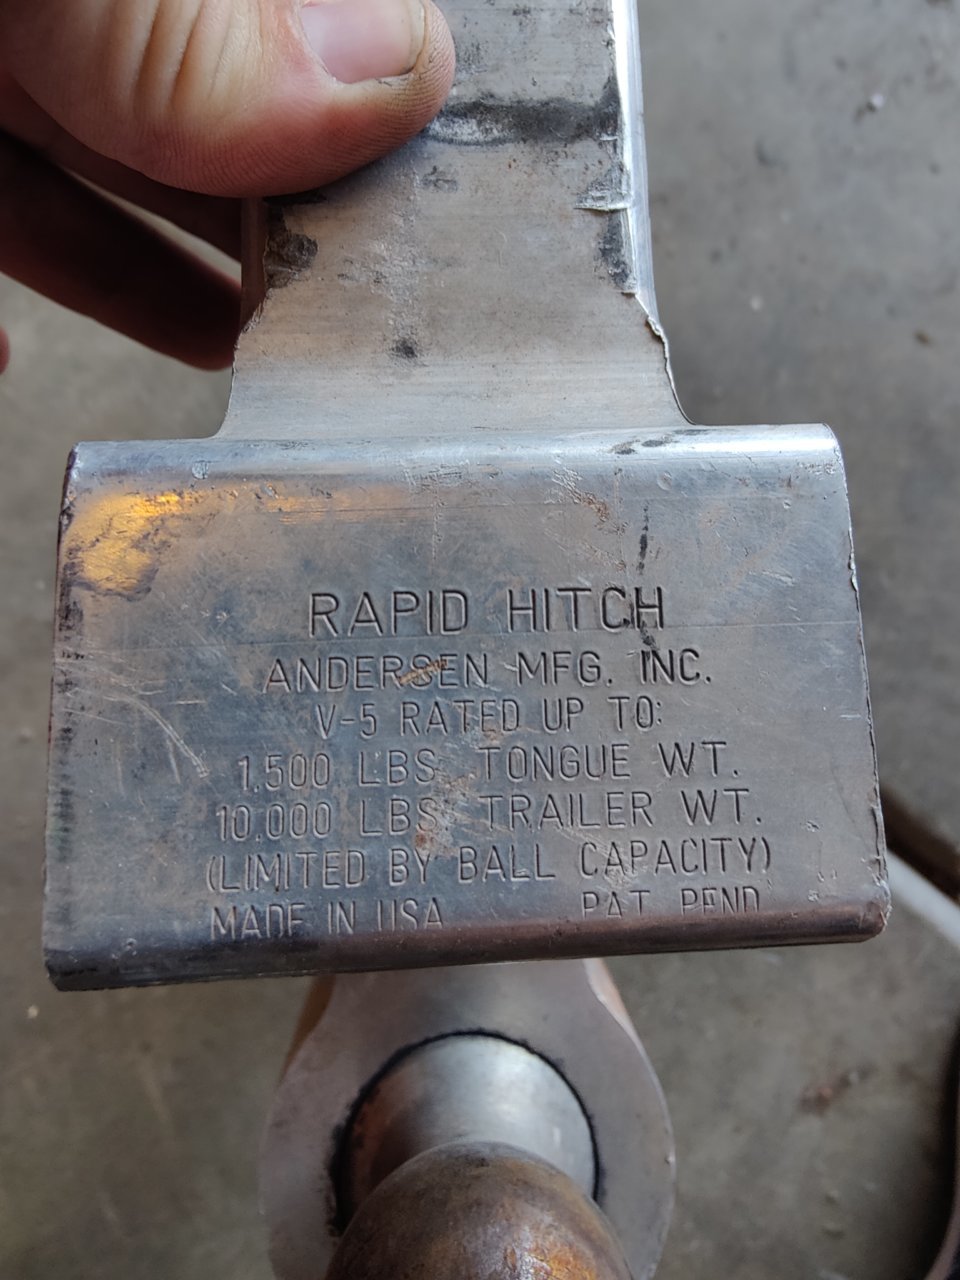 RAPID HITCH
ANDERSEN MFG. INC.
V-5 RATED UP TO:
1,500 LBS TONGUE WT.
10,000 LBS TRAILER WT.
(LIMITED BY BALL CAPACITY)
MADE IN USA PAT PEND